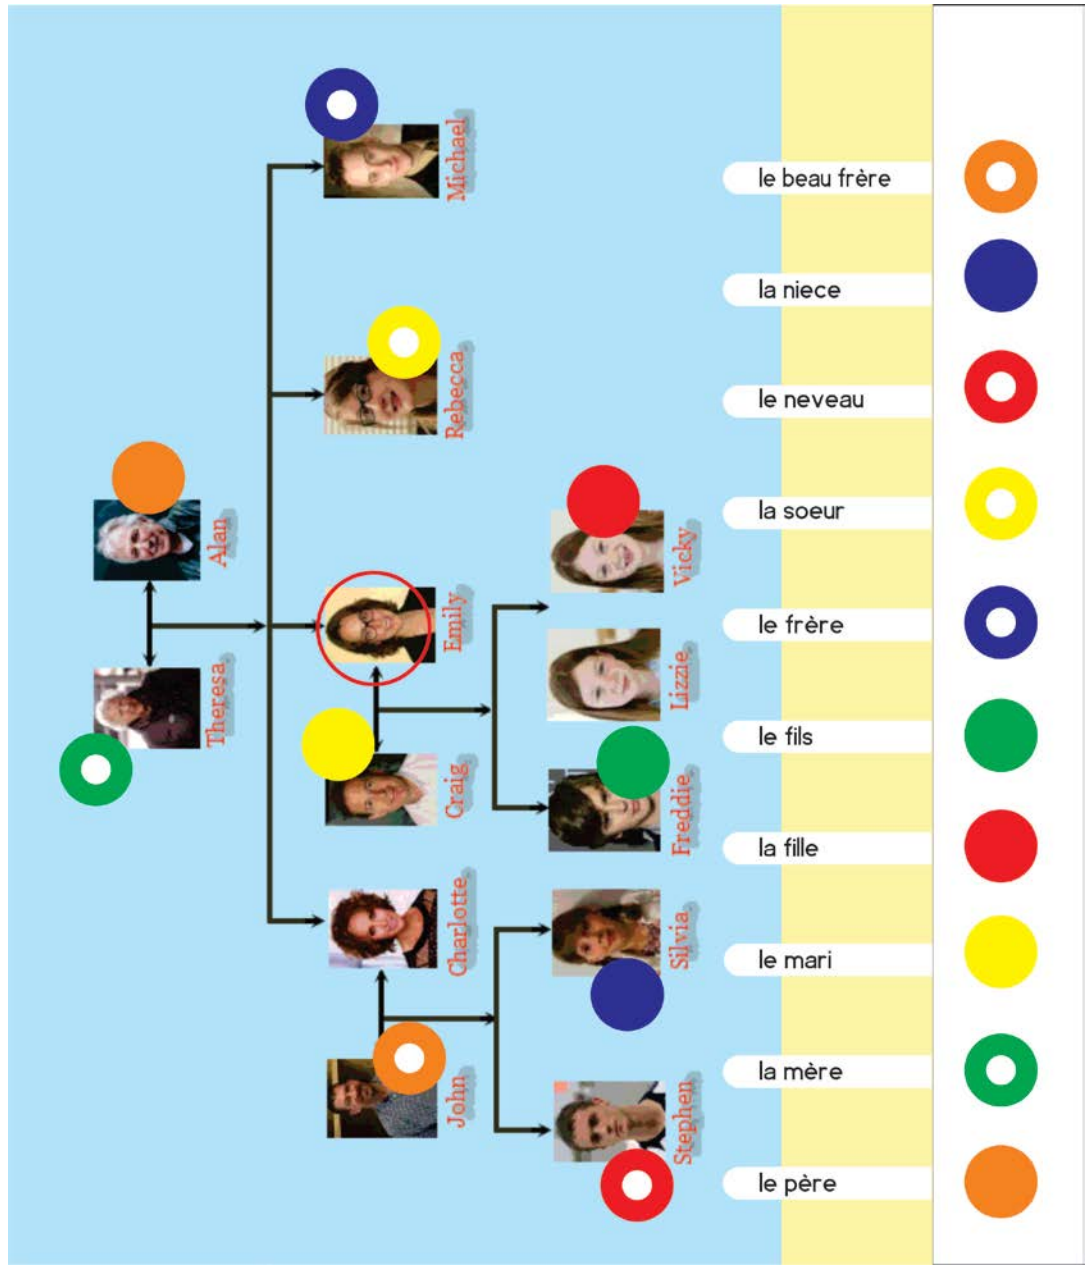 Theresa
Alan
John
Charlotte
Craig
Emily
Rebecca
Michael
Stephen
Silvia
Freddie
Lizzie
Vicky
le beau frère
la niece
le neveau
la soeur
le frère
le fils
la fille
le mari
la mère
le père